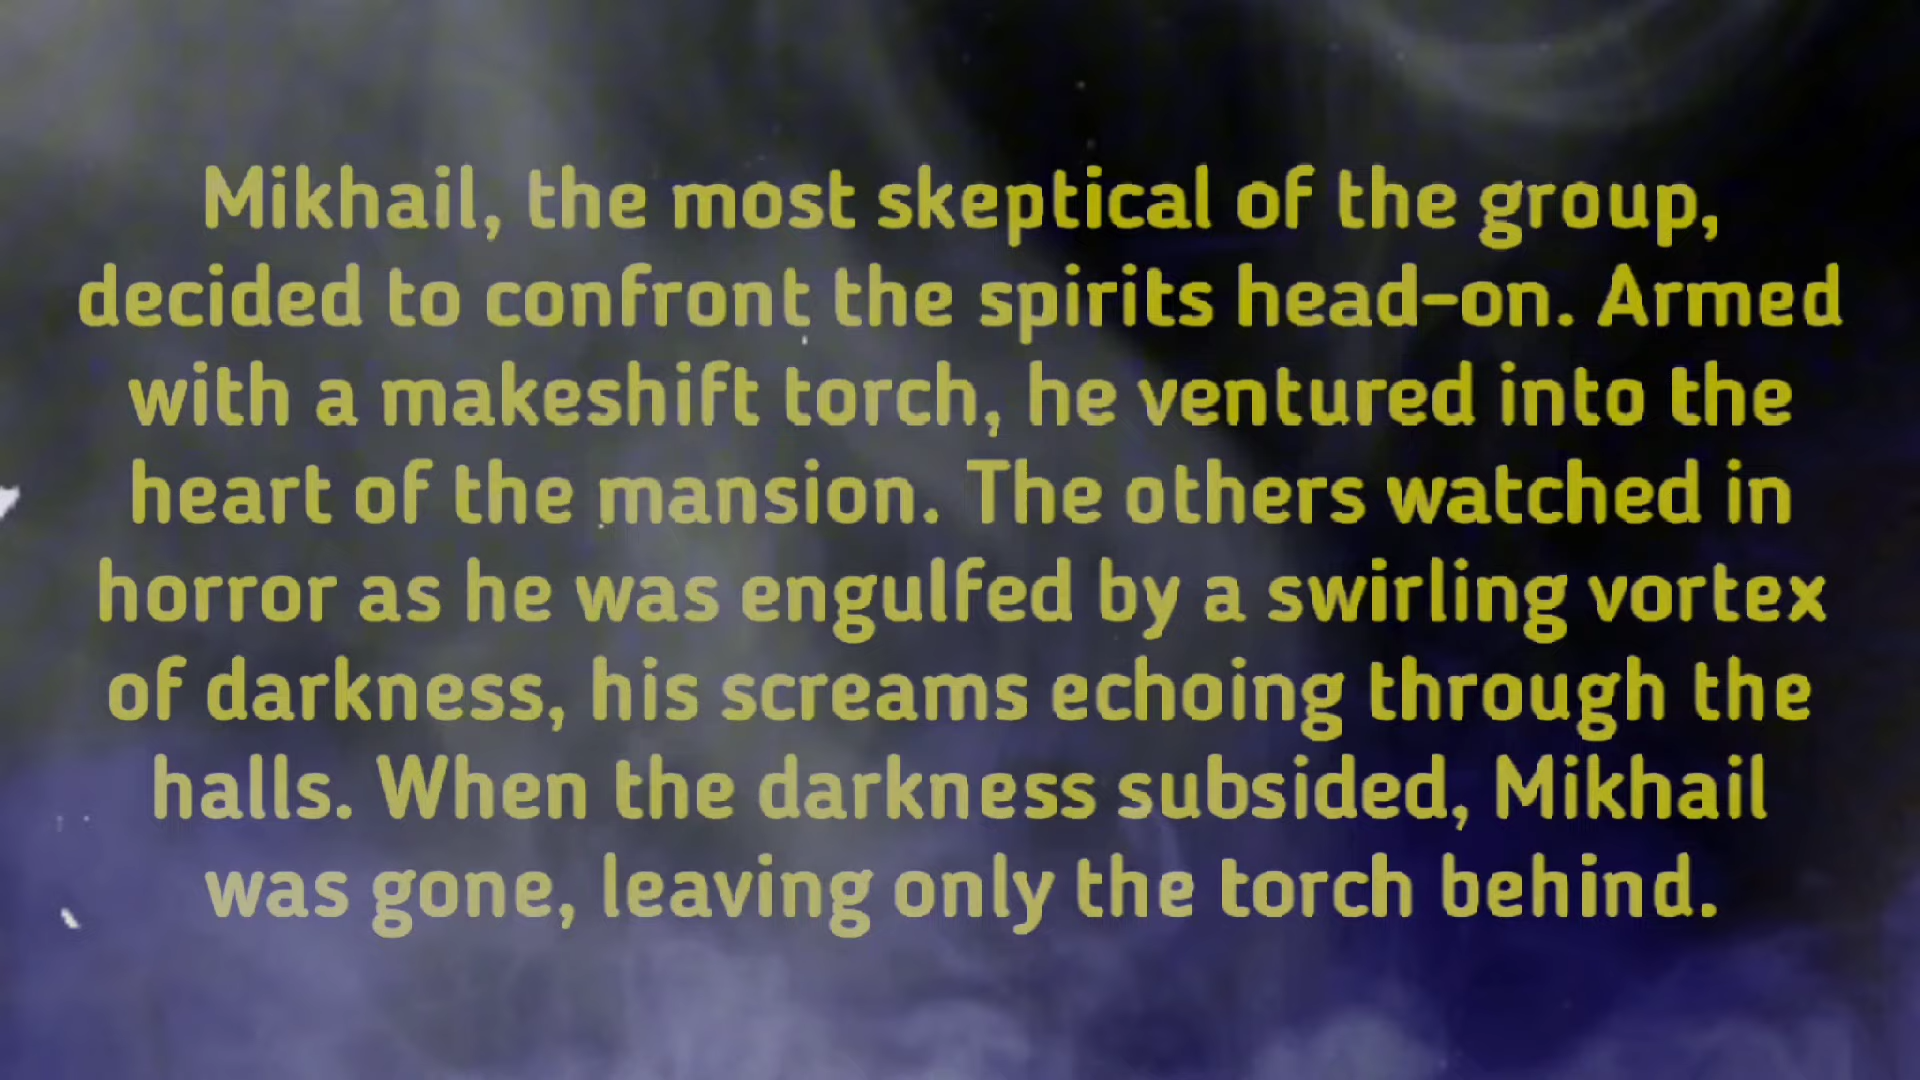 Mikhail, the most skeptical of the group,
decided to confront the spirits head-on. Armed
with a makeshift torch, he ventured into the
heart of the mansion. The others watched in
horror as he was engulfed by a swirling vortex
of darkness, his screams echoing through the
halls. When the darkness subsided, Mikhail
was gone, leaving only the torch behind.